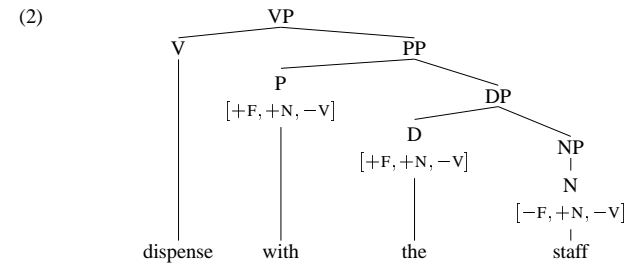 (2) VP
V PP
P DP
[+F, +N, −V]
D NP
[+F, +N, −V] N
[−F, +N, −V]
dispense with the staff